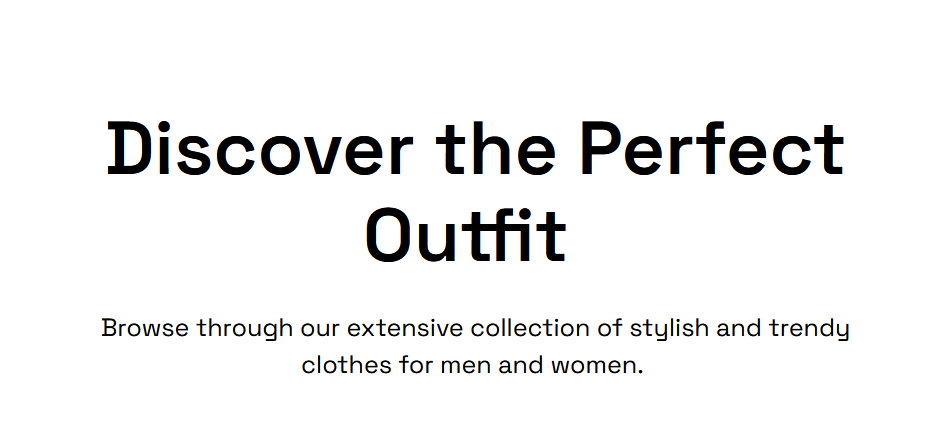 Discover the Perfect
Outfit
Browse through our extensive collection of stylish and trendy
clothes for men and women.